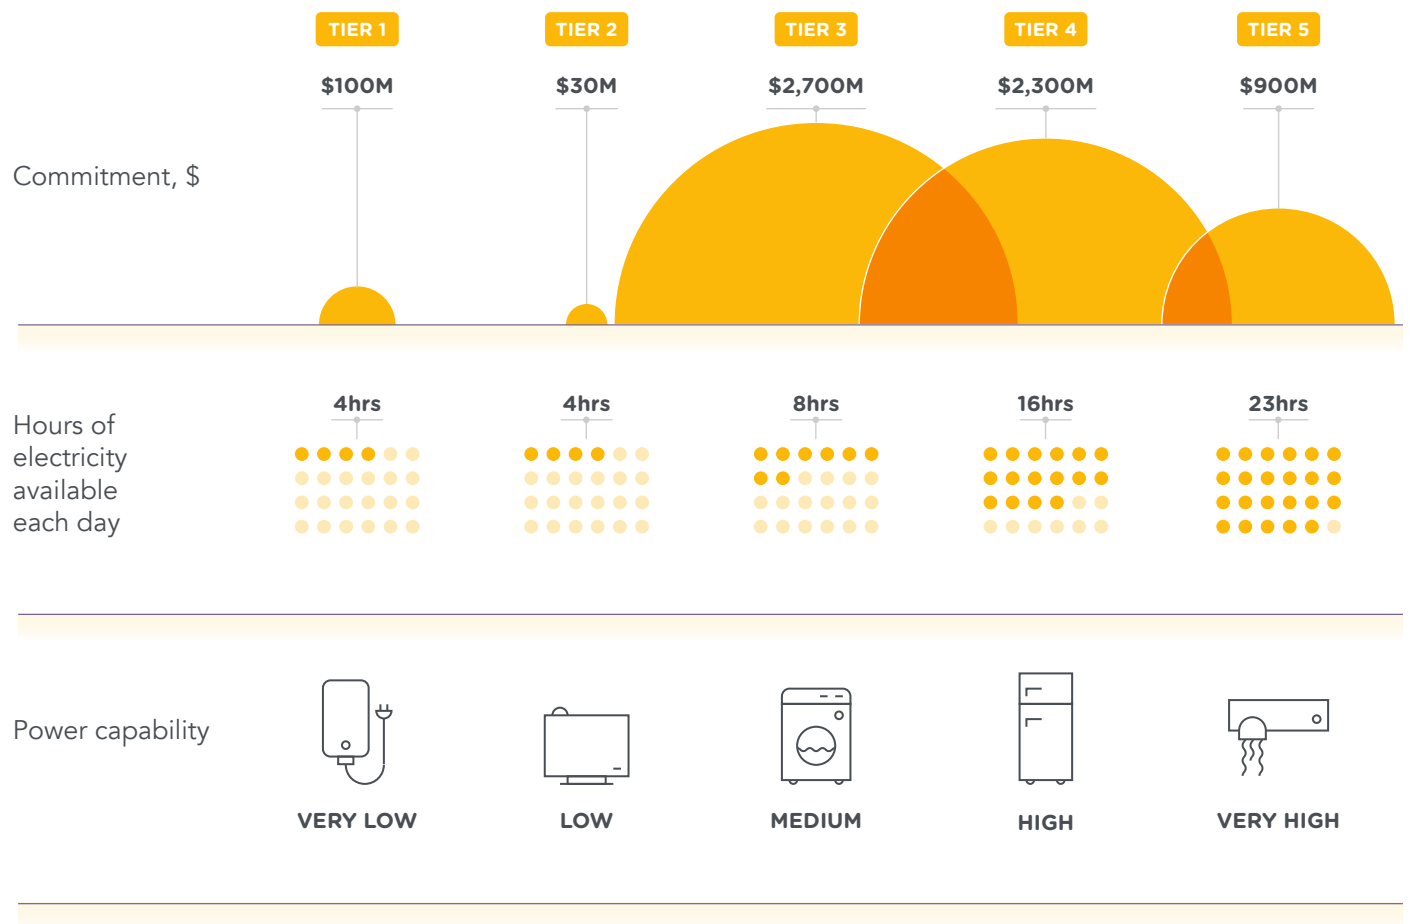 TIER 1
TIER 2
TIER 3
TIER 4
TIER 5
$100M
$30M
$2,700M
$2,300M
$900M
Commitment, $
4hrs
4hrs
8hrs
16hrs
23hrs
Hours of
electricity
available
each day
Power capability
VERY LOW
LOW
MEDIUM
HIGH
VERY HIGH